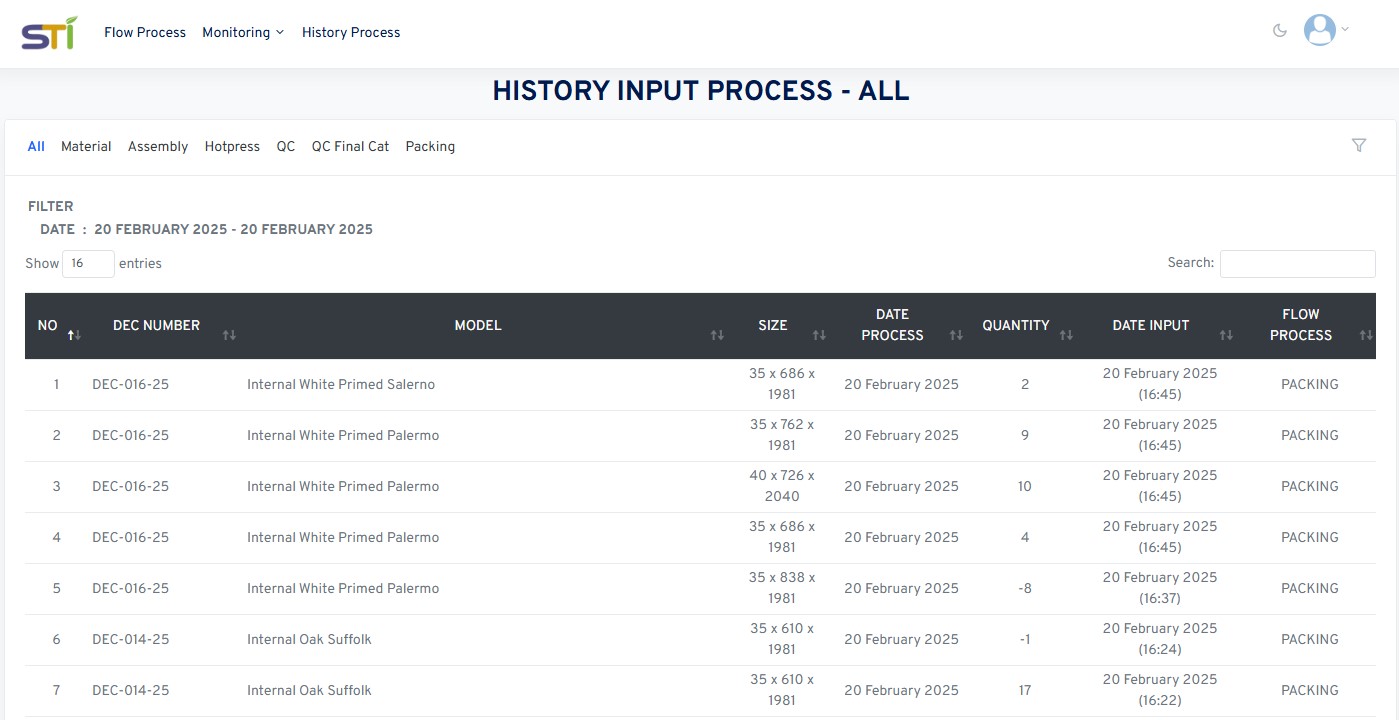 STI
Flow Process Monitoring History Process
HISTORY INPUT PROCESS - ALL
All Material Assembly Hotpress QC QC Final Cat Packing
FILTER
DATE : 20 FEBRUARY 2025 - 20 FEBRUARY 2025
Show 16 entries Search:
NO DEC NUMBER MODEL SIZE DATE PROCESS QUANTITY DATE INPUT FLOW PROCESS
1 DEC-016-25 Internal White Primed Salerno 35 x 686 x 1981 20 February 2025 2 20 February 2025 (16:45) PACKING
2 DEC-016-25 Internal White Primed Palermo 35 x 762 x 1981 20 February 2025 9 20 February 2025 (16:45) PACKING
3 DEC-016-25 Internal White Primed Palermo 40 x 726 x 2040 20 February 2025 10 20 February 2025 (16:45) PACKING
4 DEC-016-25 Internal White Primed Palermo 35 x 686 x 1981 20 February 2025 4 20 February 2025 (16:45) PACKING
5 DEC-016-25 Internal White Primed Palermo 35 x 838 x 1981 20 February 2025 -8 20 February 2025 (16:37) PACKING
6 DEC-014-25 Internal Oak Suffolk 35 x 610 x 1981 20 February 2025 -1 20 February 2025 (16:24) PACKING
7 DEC-014-25 Internal Oak Suffolk 35 x 610 x 1981 20 February 2025 17 20 February 2025 (16:22) PACKING